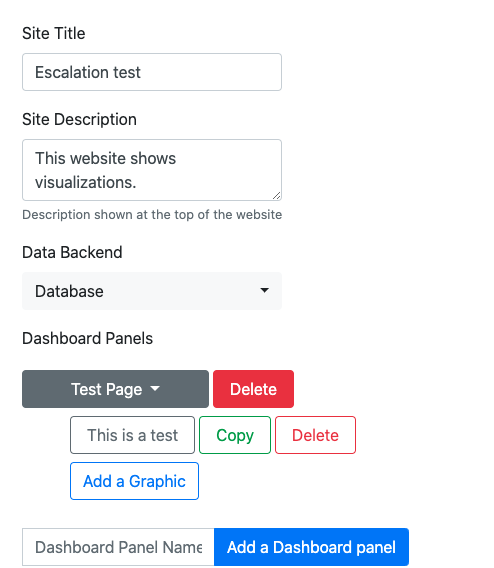 Site Title
Escalation test
Site Description
This website shows
visualizations.
Description shown at the top of the website
Data Backend
Database
Dashboard Panels
Test Page Delete
This is a test Copy Delete
Add a Graphic
Dashboard Panel Name Add a Dashboard panel